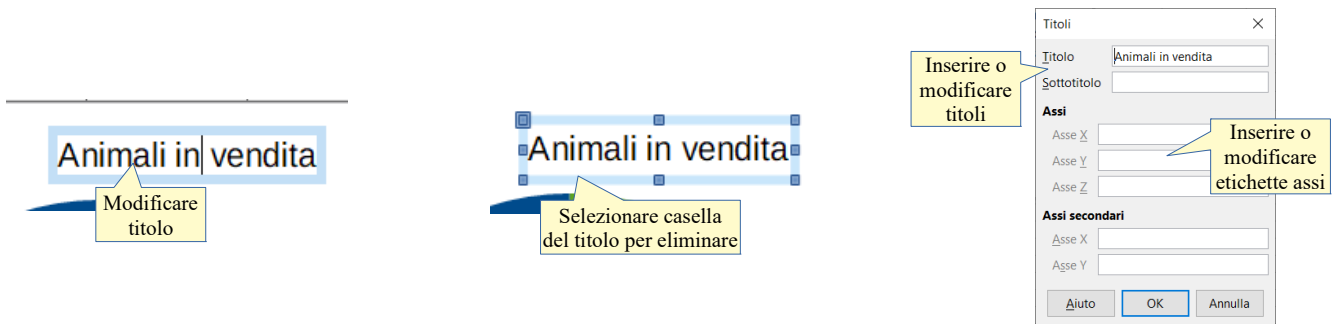 Animali in vendita
Modificare
titolo
Animali in vendita
Selezionare casella
del titolo per eliminare
Titoli
Titolo
Animali in vendita
Sottotitolo
Inserire o
modificare
titoli
Assi
Asse X
Asse Y
Asse Z
Inserire o
modificare
etichette assi
Assi secondari
Asse X
Asse Y
Aiuto
OK
Annulla